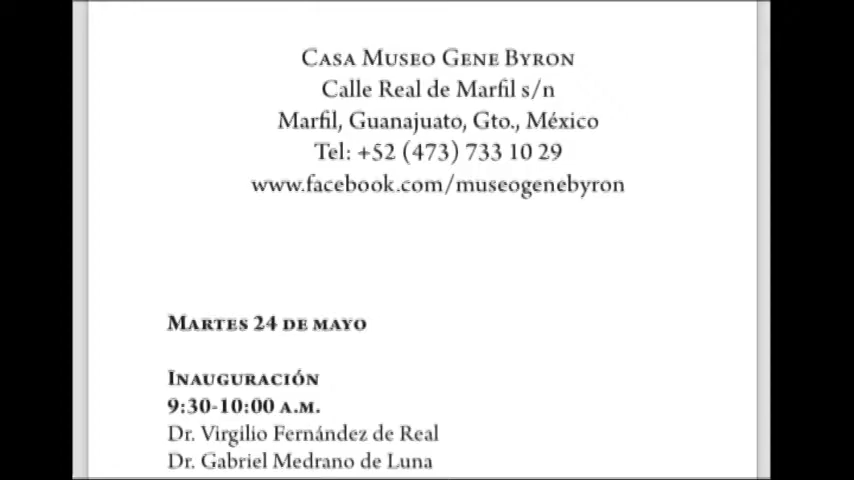 Casa Museo Gene Byron
Calle Real de Marfil s/n
Marfil, Guanajuato, Gto., México
Tel: +52 (473) 733 10 29
www.facebook.com/museogenebyron
Martes 24 de mayo
Inauguración
9:30-10:00 a.m.
Dr. Virgilio Fernández de Real
Dr. Gabriel Medrano de Luna